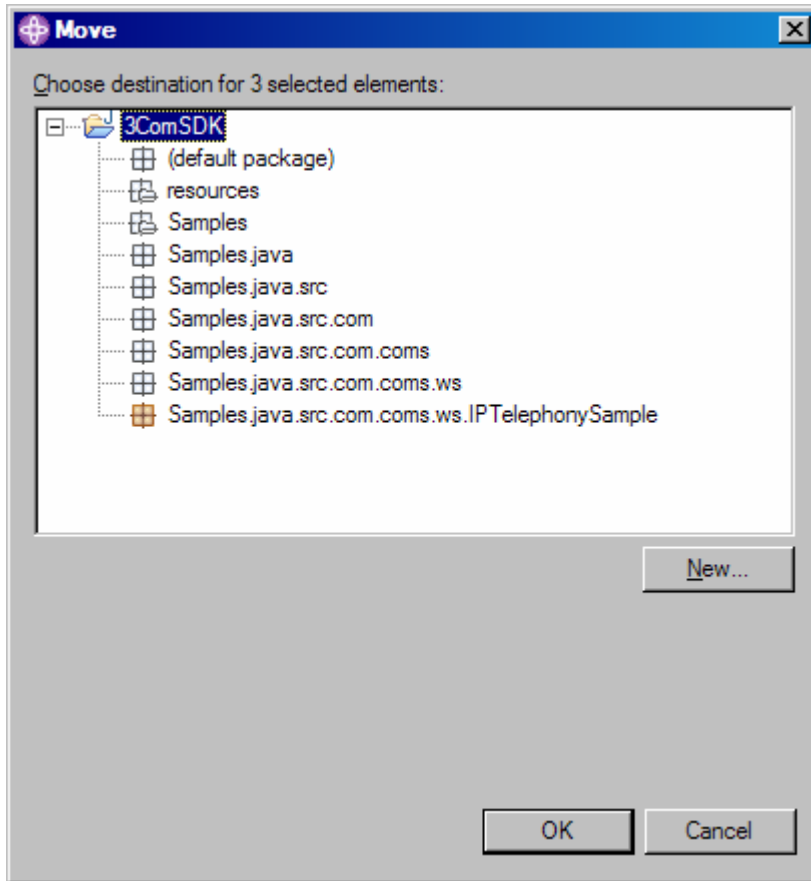 Move
Choose destination for 3 selected elements:
3ComSDK
(default package)
resources
Samples
Samples.java
Samples.java.src
Samples.java.src.com
Samples.java.src.com.coms
Samples.java.src.com.coms.ws
Samples.java.src.com.coms.ws.IPTelephonySample
New...
OK Cancel